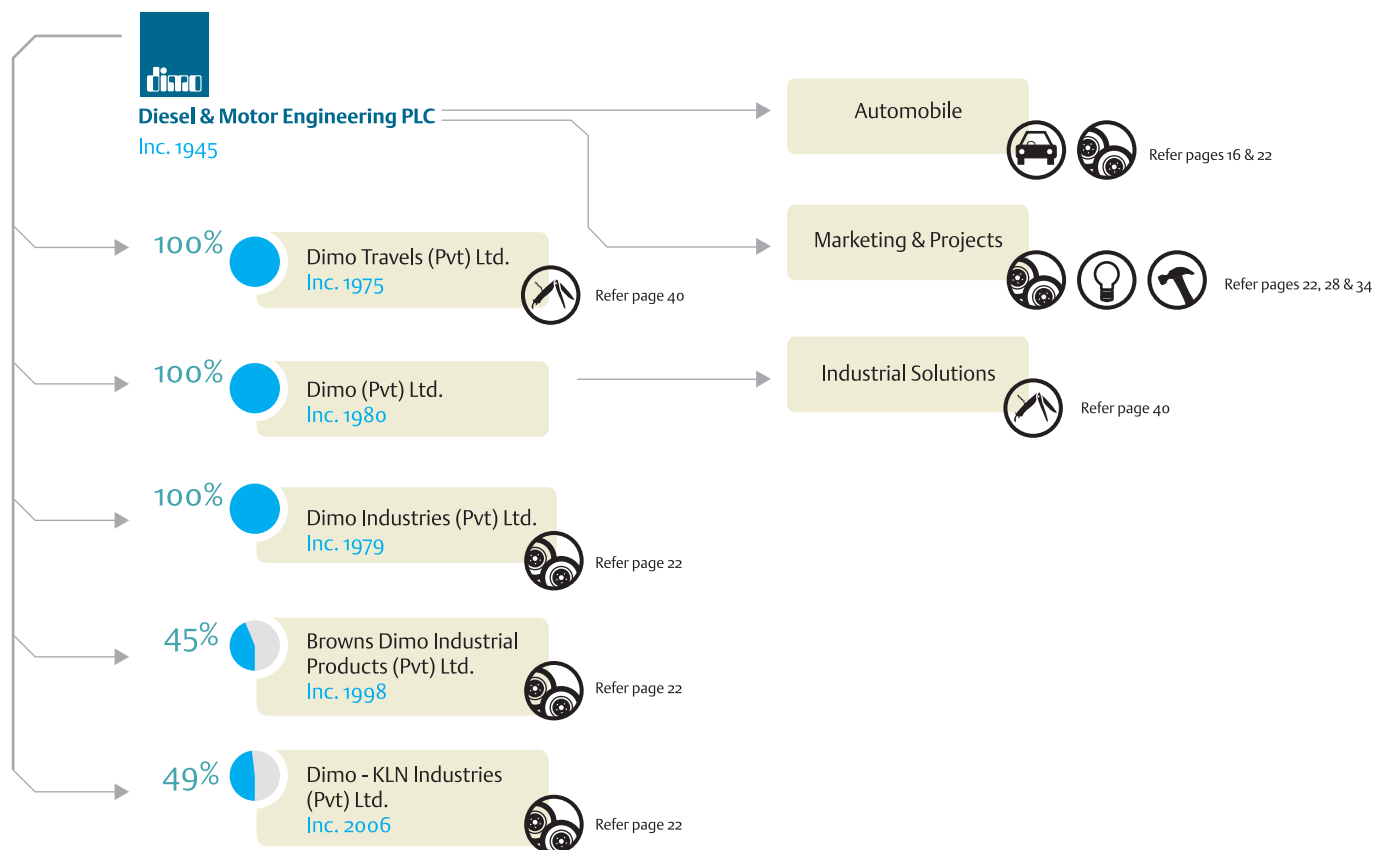 dimo
Diesel & Motor Engineering PLC
Inc. 1945
Automobile
Refer pages 16 & 22
Marketing & Projects
Refer pages 22, 28 & 34
100%
Dimo Travels (Pvt) Ltd.
Inc. 1975
Refer page 40
100%
Dimo (Pvt) Ltd.
Inc. 1980
Industrial Solutions
Refer page 40
100%
Dimo Industries (Pvt) Ltd.
Inc. 1979
Refer page 22
45%
Browns Dimo Industrial
Products (Pvt) Ltd.
Inc. 1998
Refer page 22
49%
Dimo - KLN Industries
(Pvt) Ltd.
Inc. 2006
Refer page 22